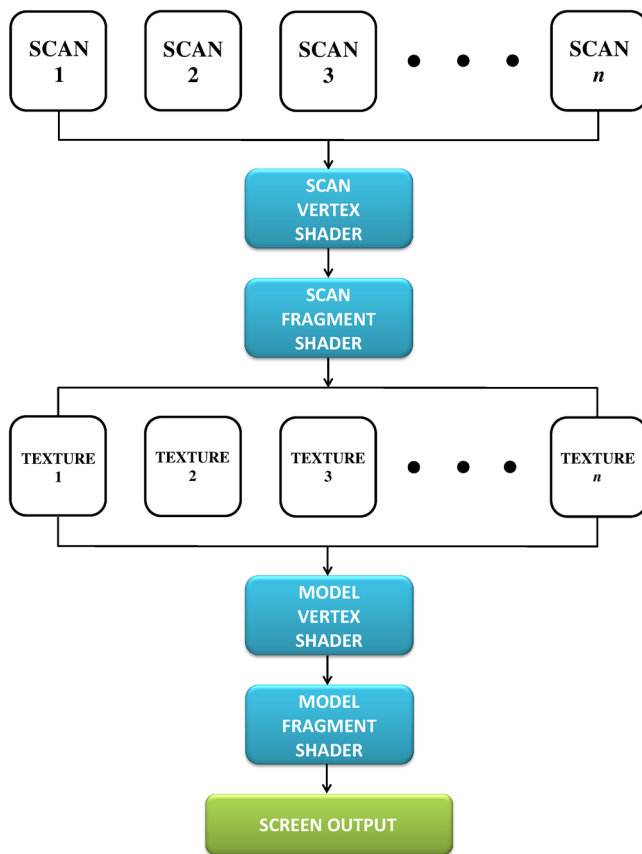 SCAN
1
SCAN
2
SCAN
3
SCAN
n
SCAN
VERTEX
SHADER
SCAN
FRAGMENT
SHADER
TEXTURE
1
TEXTURE
2
TEXTURE
3
TEXTURE
n
MODEL
VERTEX
SHADER
MODEL
FRAGMENT
SHADER
SCREEN OUTPUT